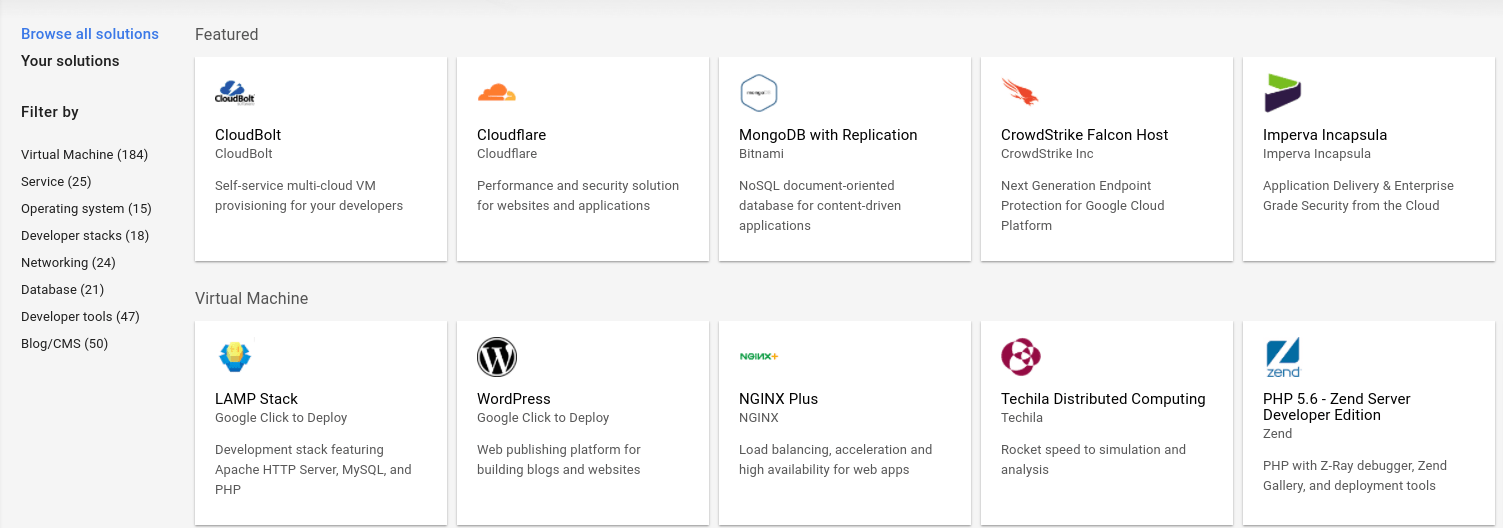 Browse all solutions
Your solutions
Filter by
Virtual Machine (184)
Service (25)
Operating system (15)
Developer stacks (18)
Networking (24)
Database (21)
Developer tools (47)
Blog/CMS (50)
Featured
CloudBolt
CloudBolt
CloudBolt
Self-service multi-cloud VM
provisioning for your developers
Cloudflare
Cloudflare
Performance and security solution
for websites and applications
mongoDB
MongoDB with Replication
Bitnami
NoSQL document-oriented
database for content-driven
applications
CrowdStrike Falcon Host
CrowdStrike Inc
Next Generation Endpoint
Protection for Google Cloud
Platform
Imperva Incapsula
Imperva Incapsula
Application Delivery & Enterprise
Grade Security from the Cloud
Virtual Machine
LAMP Stack
Google Click to Deploy
Development stack featuring
Apache HTTP Server, MySQL, and
PHP
W
WordPress
Google Click to Deploy
Web publishing platform for
building blogs and websites
NGINX+
NGINX Plus
NGINX
Load balancing, acceleration and
high availability for web apps
Techila Distributed Computing
Techila
Rocket speed to simulation and
analysis
zend
PHP 5.6 - Zend Server
Developer Edition
Zend
PHP with Z-Ray debugger, Zend
Gallery, and deployment tools